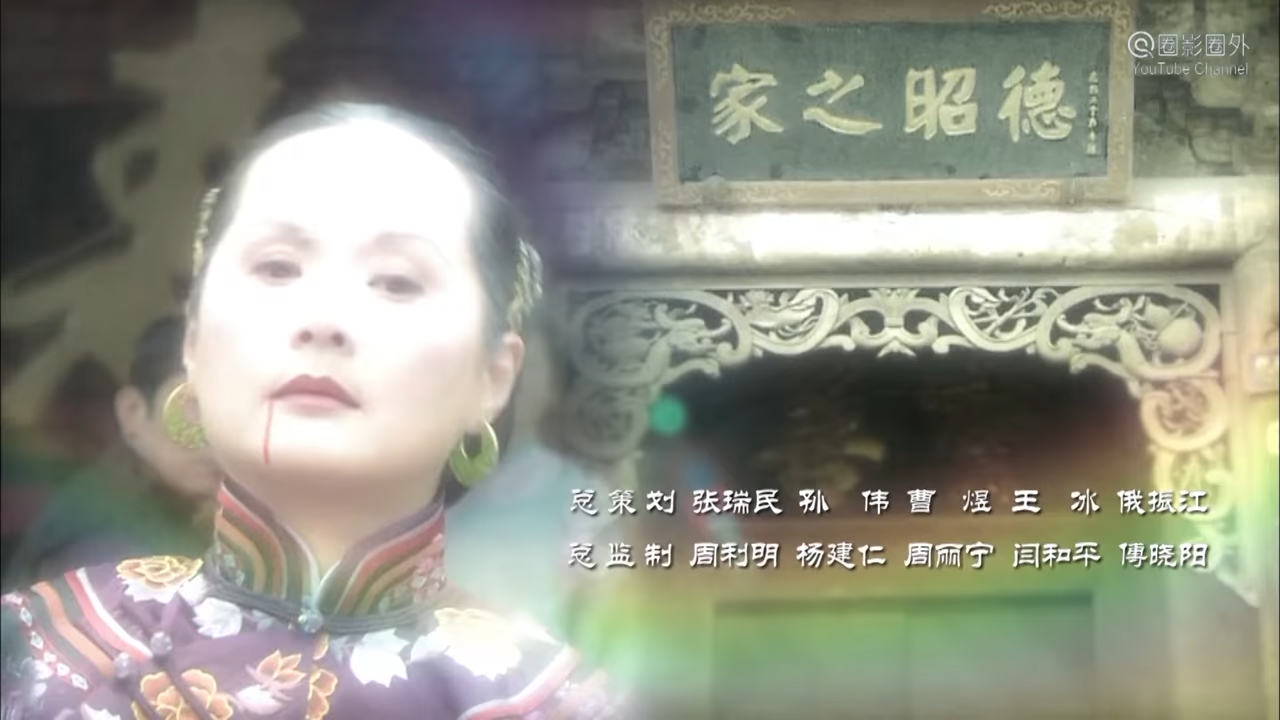 圈影圈外
YouTube Channel
家之昭德
总策划 张瑞民 孙伟 曹煜 王冰 俄振江
总监制 周利明 杨建仁 周丽宁 闫和平 傅晓阳